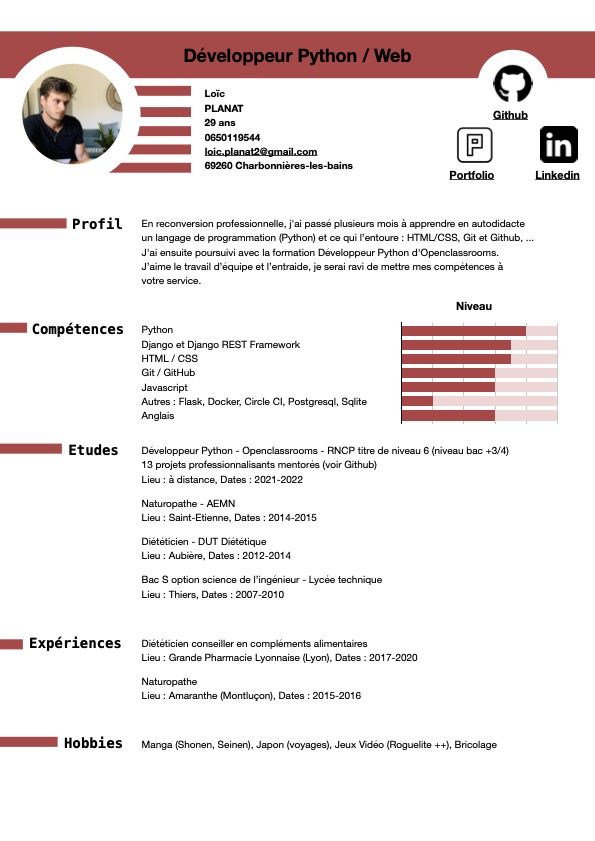 Développeur Python / Web
Loïc
PLANAT
29 ans
0650119544
loic.planat2@gmail.com
69260 Charbonnières-les-bains
Github
P
Portfolio
in
Linkedin
Profil
En reconversion professionnelle, j'ai passé plusieurs mois à apprendre en autodidacte
un langage de programmation (Python) et ce qui l'entoure : HTML/CSS, Git et Github, ...
J'ai ensuite poursuivi avec la formation Développeur Python d'Openclassrooms.
J'aime le travail d'équipe et l'entraide, je serai ravi de mettre mes compétences à
votre service.
Niveau
Compétences
Python
Django et Django REST Framework
HTML / CSS
Git / GitHub
Javascript
Autres : Flask, Docker, Circle CI, Postgresql, Sqlite
Anglais
Etudes
Développeur Python - Openclassrooms - RNCP titre de niveau 6 (niveau bac +3/4)
13 projets professionnalisants mentorés (voir Github)
Lieu : à distance, Dates : 2021-2022
Naturopathe - AEMN
Lieu : Saint-Etienne, Dates : 2014-2015
Diététicien - DUT Diététique
Lieu : Aubière, Dates : 2012-2014
Bac S option science de l'ingénieur - Lycée technique
Lieu : Thiers, Dates : 2007-2010
Expériences
Diététicien conseiller en compléments alimentaires
Lieu : Grande Pharmacie Lyonnaise (Lyon), Dates : 2017-2020
Naturopathe
Lieu : Amaranthe (Montluçon), Dates : 2015-2016
Hobbies
Manga (Shonen, Seinen), Japon (voyages), Jeux Vidéo (Roguelite ++), Bricolage